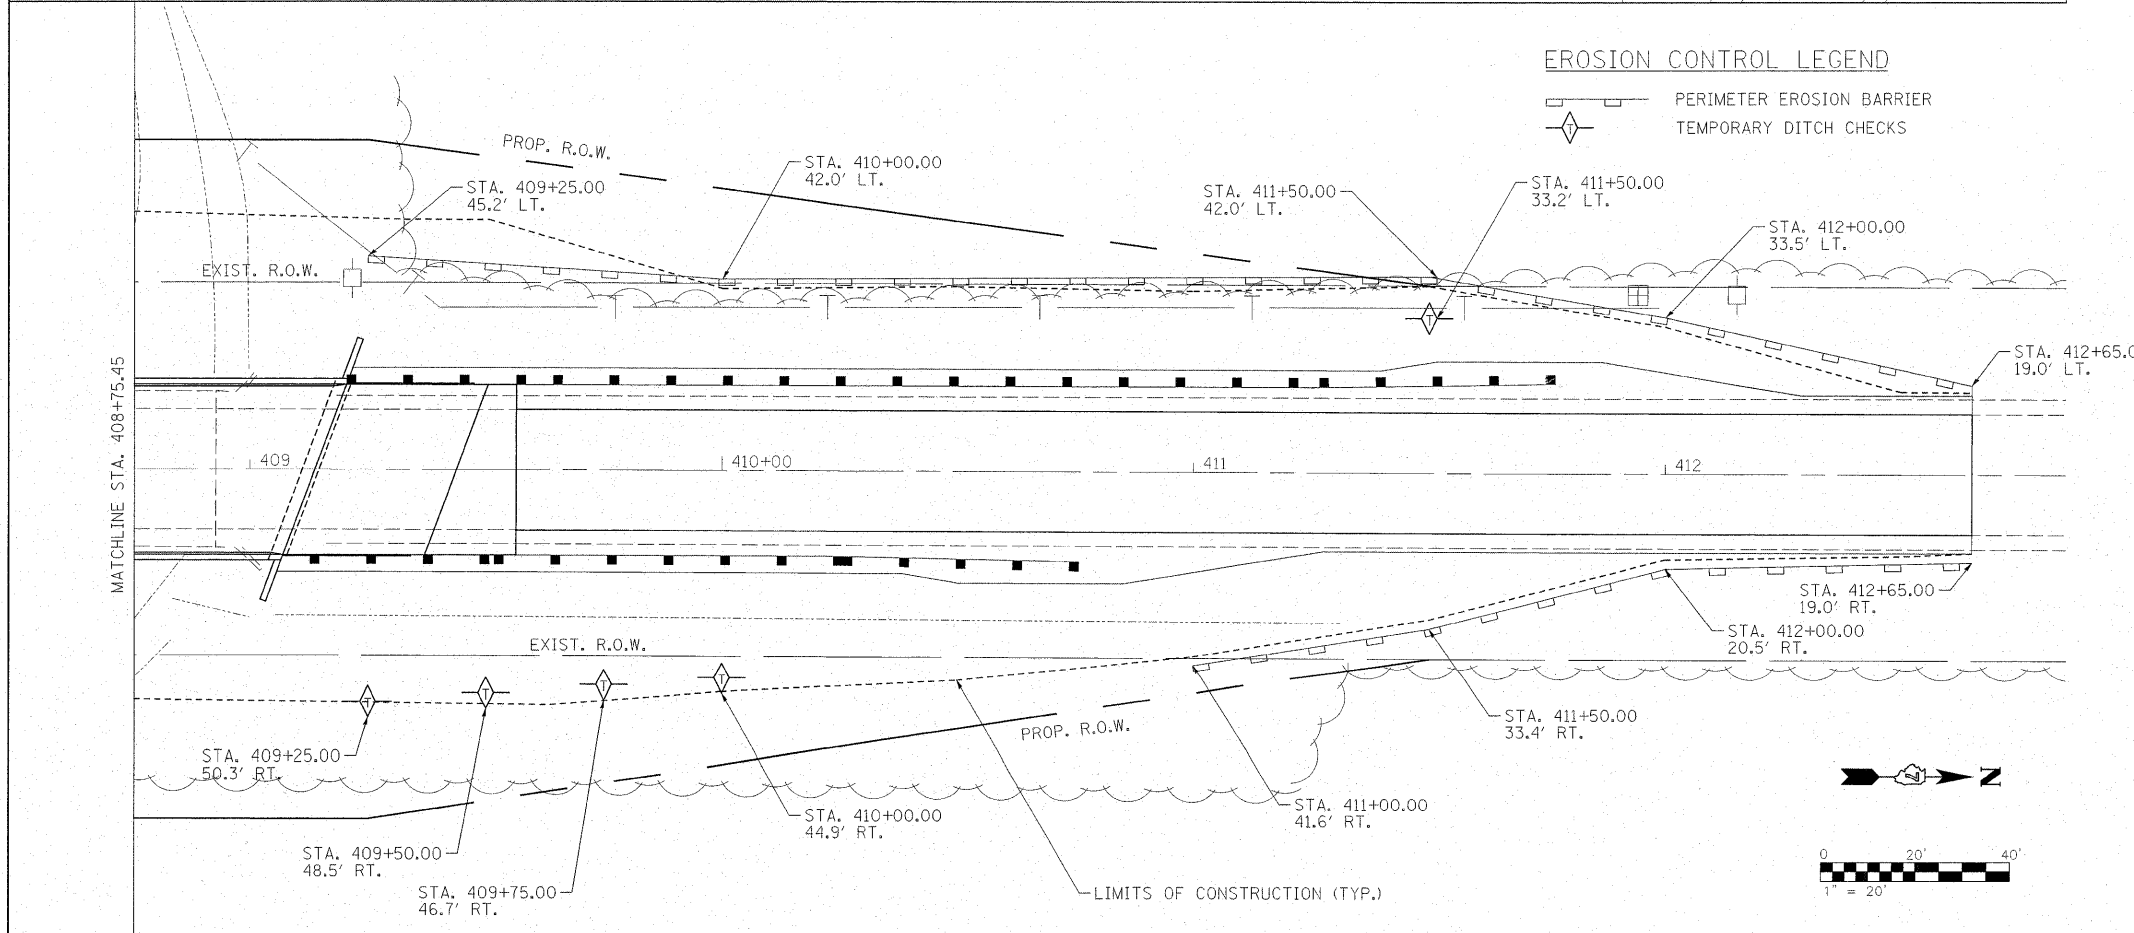 EROSION CONTROL LEGEND
PERIMETER EROSION BARRIER
T
TEMPORARY DITCH CHECKS
PROP. R.O.W.
STA. 409+25.00
45.2' LT.
STA. 410+00.00
42.0' LT.
STA. 411+50.00
42.0' LT.
STA. 411+50.00
33.2' LT.
STA. 412+00.00
33.5' LT.
STA. 412+65.0
19.0' LT.
EXIST. R.O.W.
T
MATCHLINE STA. 408+75.45
409
410+00
411
412
EXIST. R.O.W.
T
T
T
T
STA. 412+65.00
19.0' RT.
STA. 412+00.00
20.5' RT.
STA. 411+50.00
33.4' RT.
PROP. R.O.W.
STA. 409+25.00
50.3' RT.
STA. 409+50.00
48.5' RT.
STA. 409+75.00
46.7' RT.
STA. 410+00.00
44.9' RT.
STA. 411+00.00
41.6' RT.
LIMITS OF CONSTRUCTION (TYP.)
N
0 20' 40'
1" = 20'